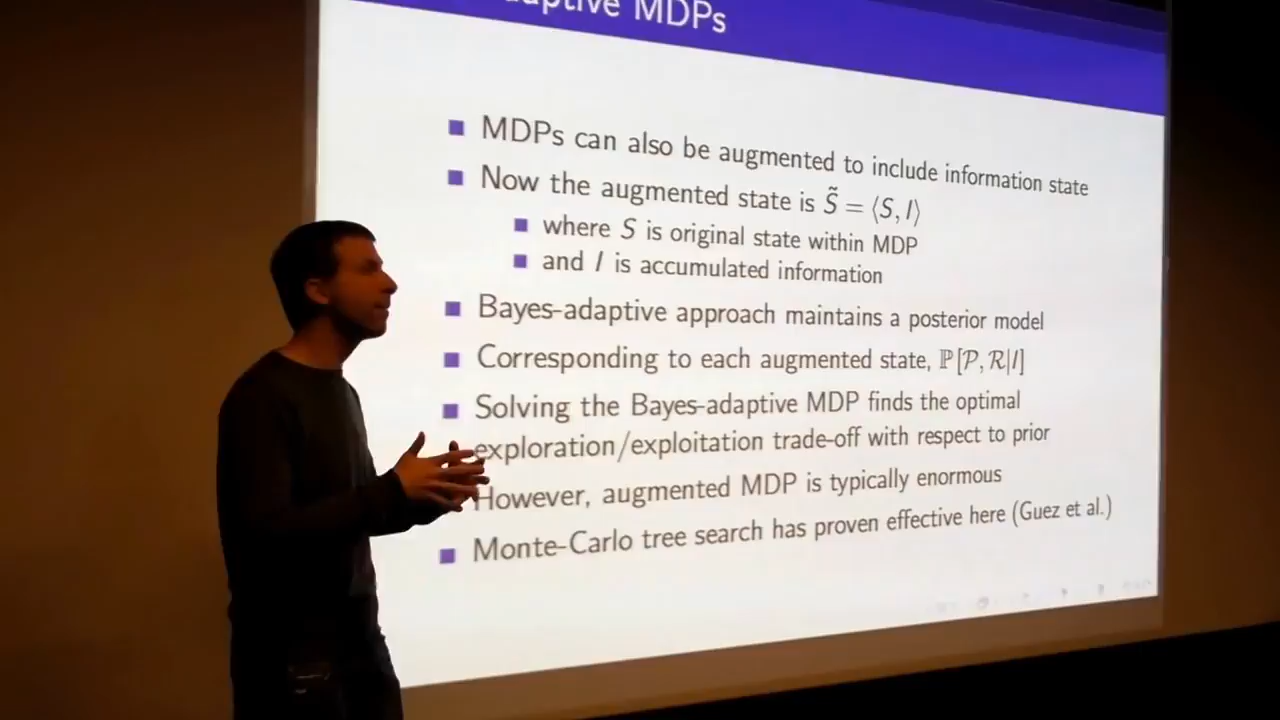 MDPs
MDPs can also be augmented to include information state
Now the augmented state is S̃ = ⟨S, I⟩
where S is original state within MDP
and I is accumulated information
Bayes-adaptive approach maintains a posterior model
Corresponding to each augmented state, ℙ[𝒫, ℛ|I]
Solving the Bayes-adaptive MDP finds the optimal
exploration/exploitation trade-off with respect to prior
However, augmented MDP is typically enormous
Monte-Carlo tree search has proven effective here (Guez et al.)